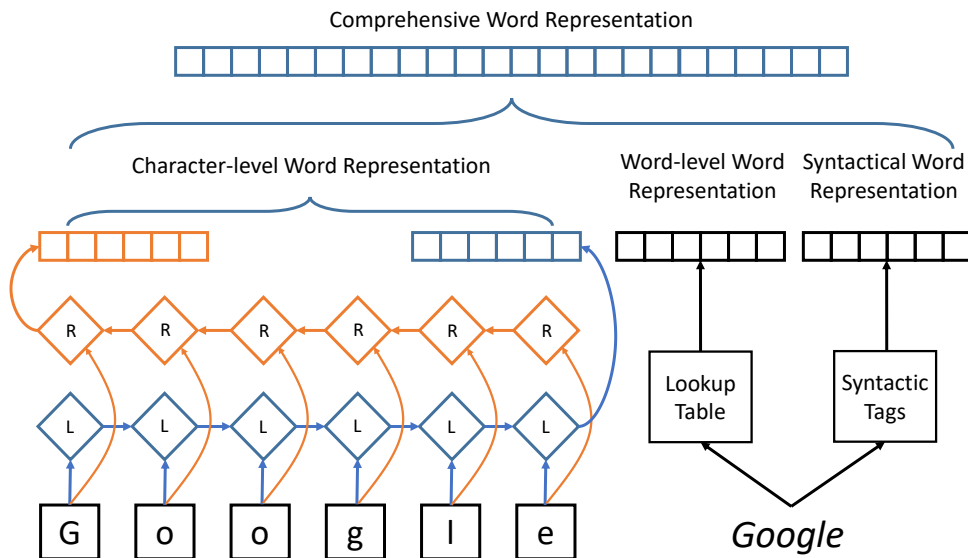 Comprehensive Word Representation
Character-level Word Representation
Word-level Word
Representation
Syntactical Word
Representation
R R R R R R
L L L L L L
Lookup
Table
Syntactic
Tags
G o o g l e
Google